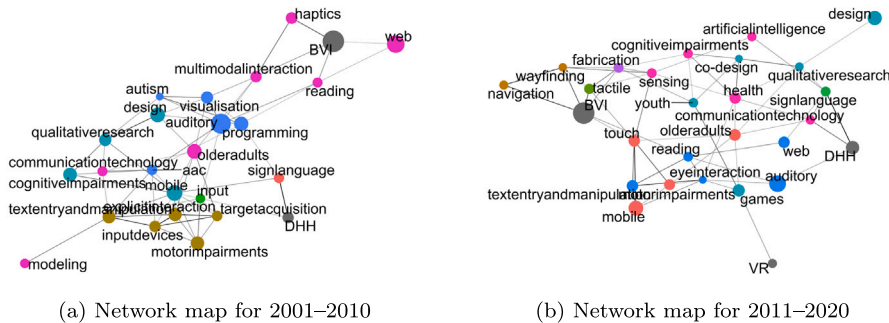 haptics
BVI
web
multimodalinteraction
autism
reading
design
visualisation
auditory
programming
qualitativeresearch
communicationtechnology
olderadults
aac
signlanguage
cognitiveimpairments
mobile
input
explicitinteraction
textentryandmanipulation
targetacquisition
DHH
inputdevices
motorimpairments
modeling
(a) Network map for 2001–2010
design
artificialintelligence
cognitiveimpairments
fabrication
co-design
wayfinding
sensing
qualitativeresearch
navigation
tactile
health
BVI
youth
signlanguage
communicationtechnology
touch
olderadults
reading
web
DHH
eyeinteraction
auditory
textentryandmanipulation
motorimpairments
games
mobile
VR
(b) Network map for 2011–2020